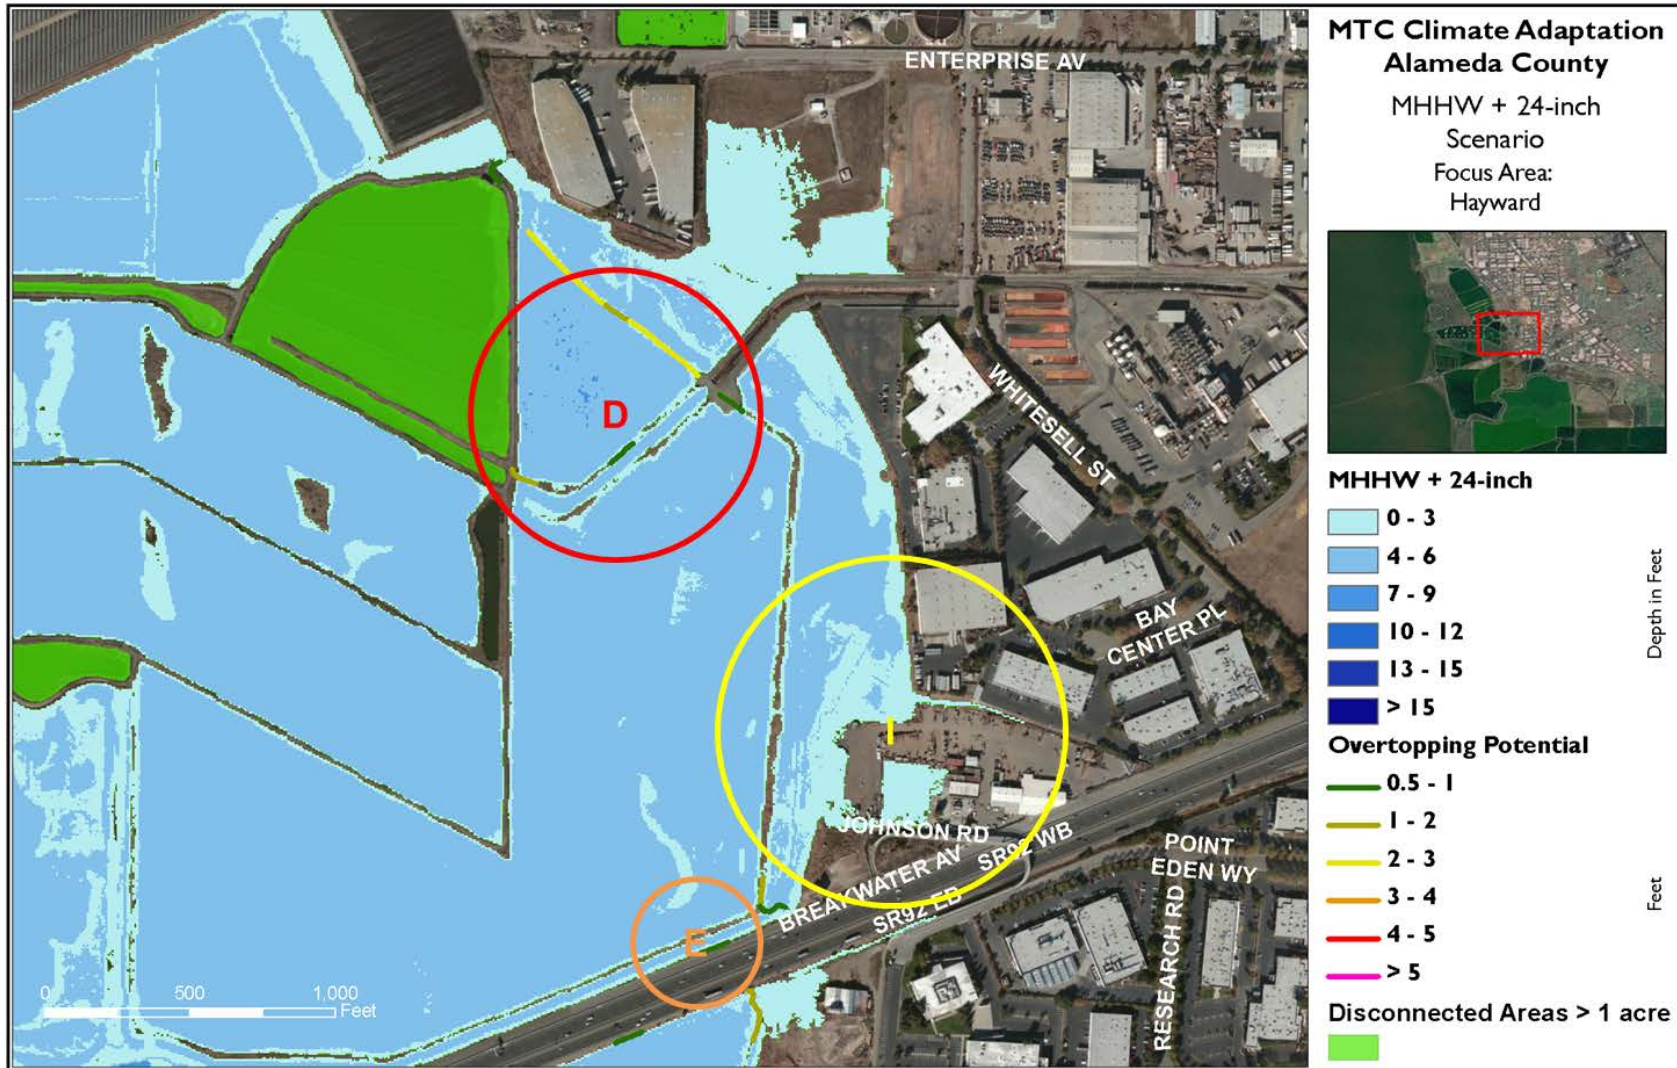 MTC Climate Adaptation
Alameda County
MHHW + 24-inch
Scenario
Focus Area:
Hayward
ENTERPRISE AV
WHITESELL ST
D
BAY
CENTER PL
I
JOHNSON RD
BREAKWATER AV
SR92 WB
SR92 EB
POINT
EDEN WY
RESEARCH RD
E
0 500 1,000
Feet
MHHW + 24-inch
0 - 3
4 - 6
7 - 9
10 - 12
13 - 15
> 15
Depth in Feet
Overtopping Potential
0.5 - 1
1 - 2
2 - 3
3 - 4
4 - 5
> 5
Feet
Disconnected Areas > 1 acre